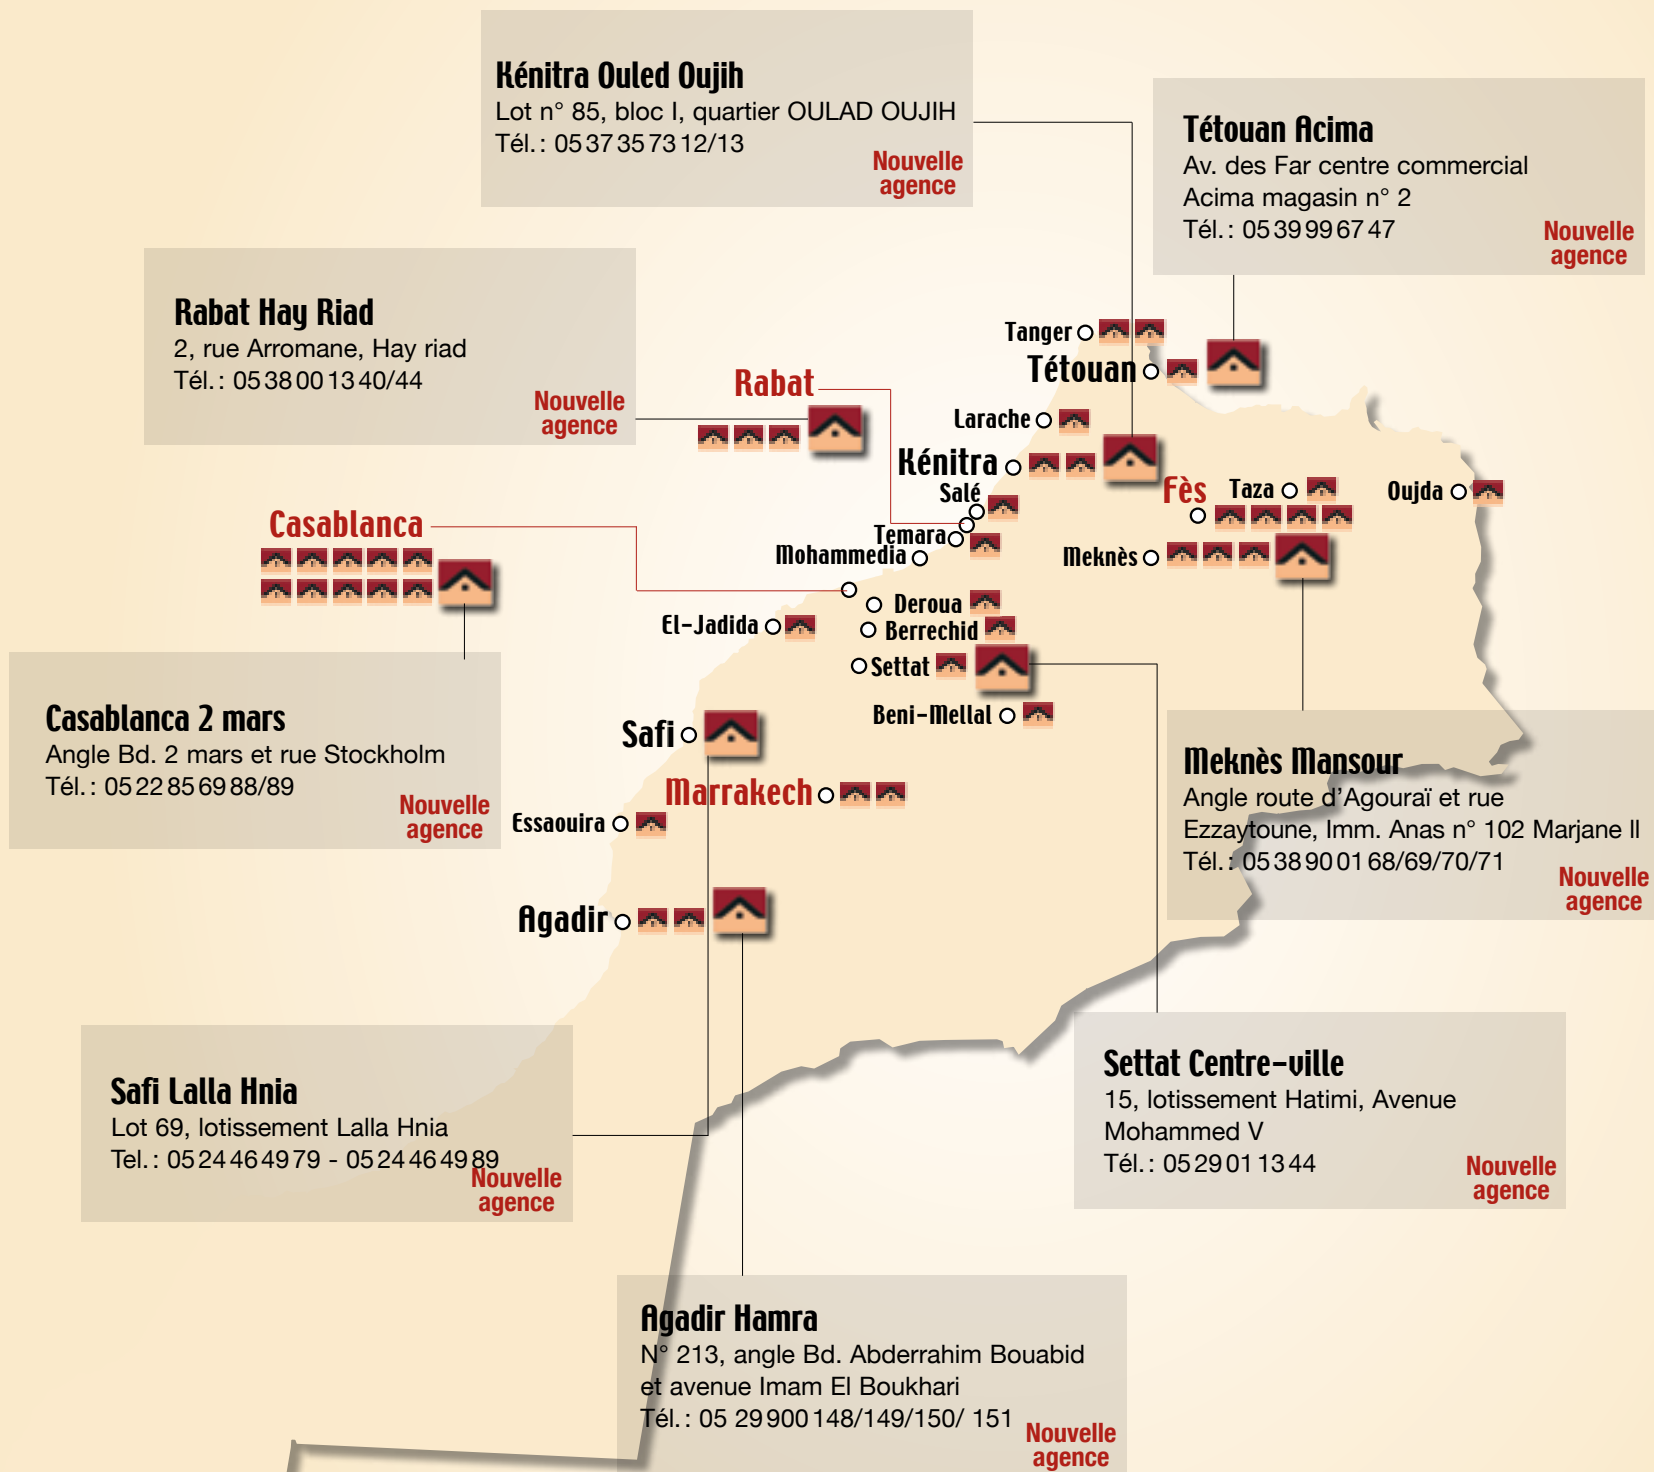 Kénitra Ouled Oujih
Lot n° 85, bloc I, quartier OULAD OUJIH
Tél. : 05 37 35 73 12/13
Nouvelle
agence
Tétouan Acima
Av. des Far centre commercial
Acima magasin n° 2
Tél. : 05 39 99 67 47
Nouvelle
agence
Rabat Hay Riad
2, rue Arromane, Hay riad
Tél. : 05 38 00 13 40/44
Nouvelle
agence
Tanger
Tétouan
Rabat
Larache
Kénitra
Salé
Fès
Taza
Oujda
Casablanca
Temara
Mohammedia
Meknès
Deroua
El-Jadida
Berrechid
Settat
Beni-Mellal
Safi
Marrakech
Essaouira
Agadir
Casablanca 2 mars
Angle Bd. 2 mars et rue Stockholm
Tél. : 05 22 85 69 88/89
Nouvelle
agence
Meknès Mansour
Angle route d'Agouraï et rue
Ezzaytoune, Imm. Anas n° 102 Marjane II
Tél. : 05 38 90 01 68/69/70/71
Nouvelle
agence
Safi Lalla Hnia
Lot 69, lotissement Lalla Hnia
Tel. : 05 24 46 49 79 - 05 24 46 49 89
Nouvelle
agence
Settat Centre-ville
15, lotissement Hatimi, Avenue
Mohammed V
Tél. : 05 29 01 13 44
Nouvelle
agence
Agadir Hamra
N° 213, angle Bd. Abderrahim Bouabid
et avenue Imam El Boukhari
Tél. : 05 29 900 148/149/150/ 151
Nouvelle
agence